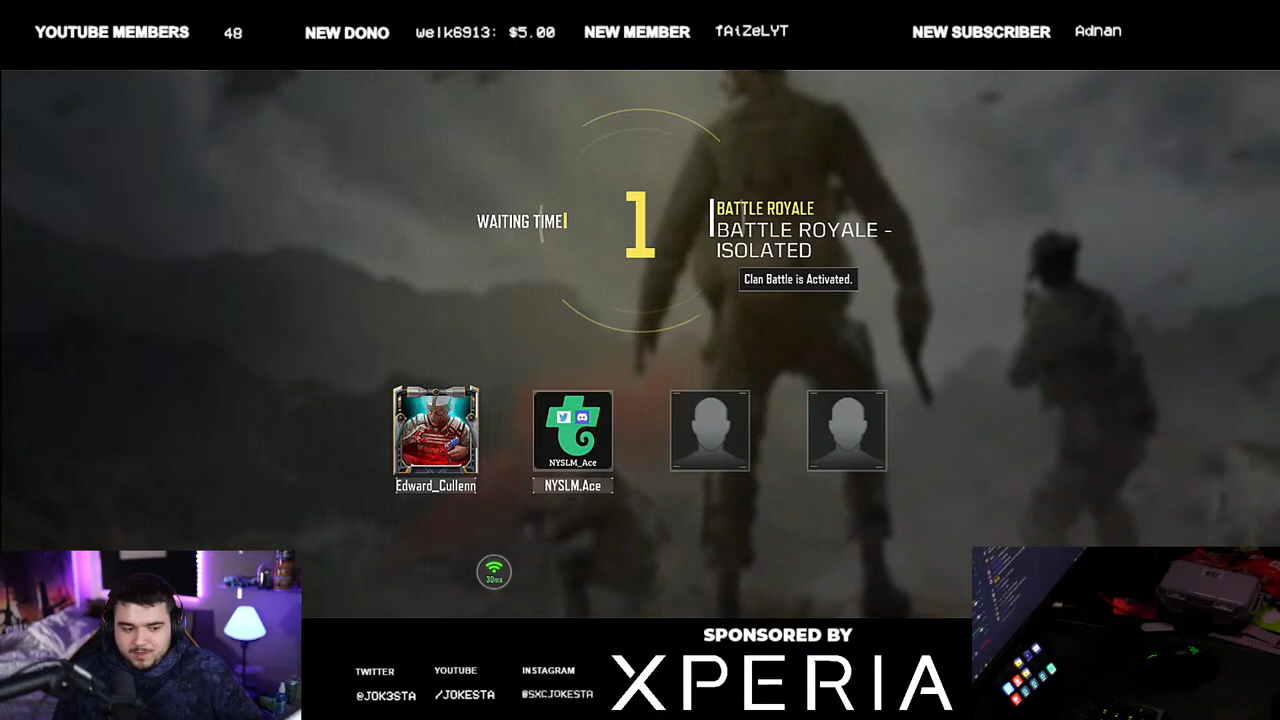 YOUTUBE MEMBERS 48 NEW DONO welk6913: $5.00 NEW MEMBER fAiZeLYT NEW SUBSCRIBER Adnan
WAITING TIME
1
BATTLE ROYALE
BATTLE ROYALE -
ISOLATED
Clan Battle is Activated.
NYSLM_Ace
Edward_Cullenn NYSLM.Ace
30ms
SPONSORED BY
XPERIA
TWITTER YOUTUBE INSTAGRAM
@JOK3STA /JOKESTA @SXCJOKESTA